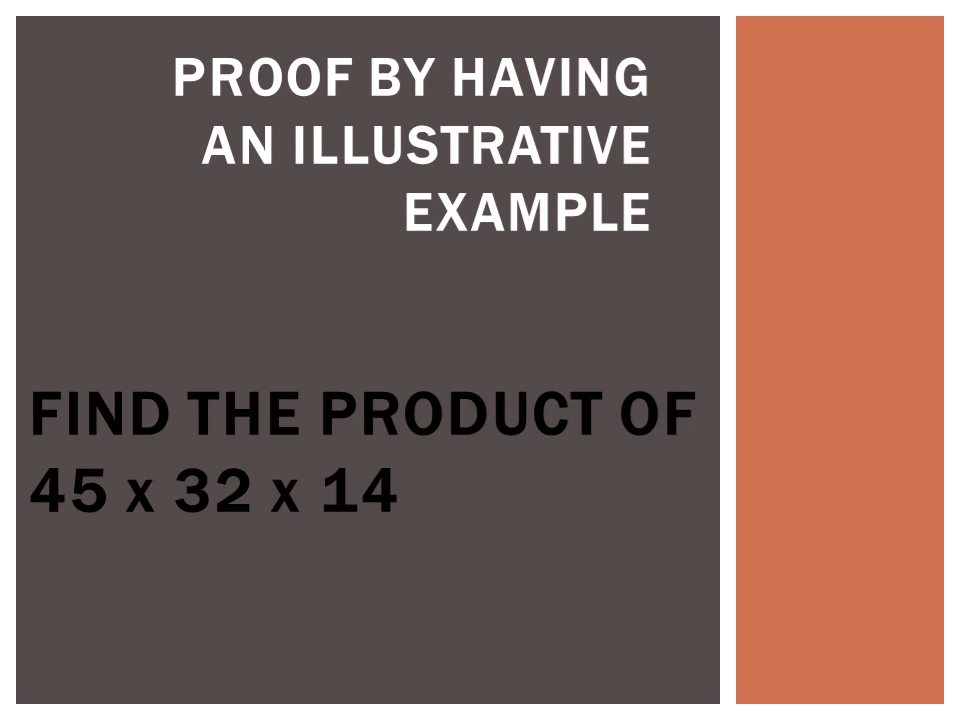 PROOF BY HAVING
AN ILLUSTRATIVE
EXAMPLE
FIND THE PRODUCT OF
45 x 32 x 14